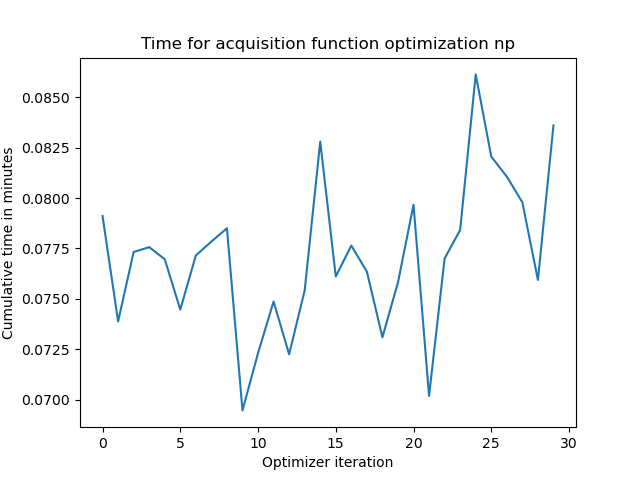 Time for acquisition function optimization np
Cumulative time in minutes
0.0850
0.0825
0.0800
0.0775
0.0750
0.0725
0.0700
0 5 10 15 20 25 30
Optimizer iteration